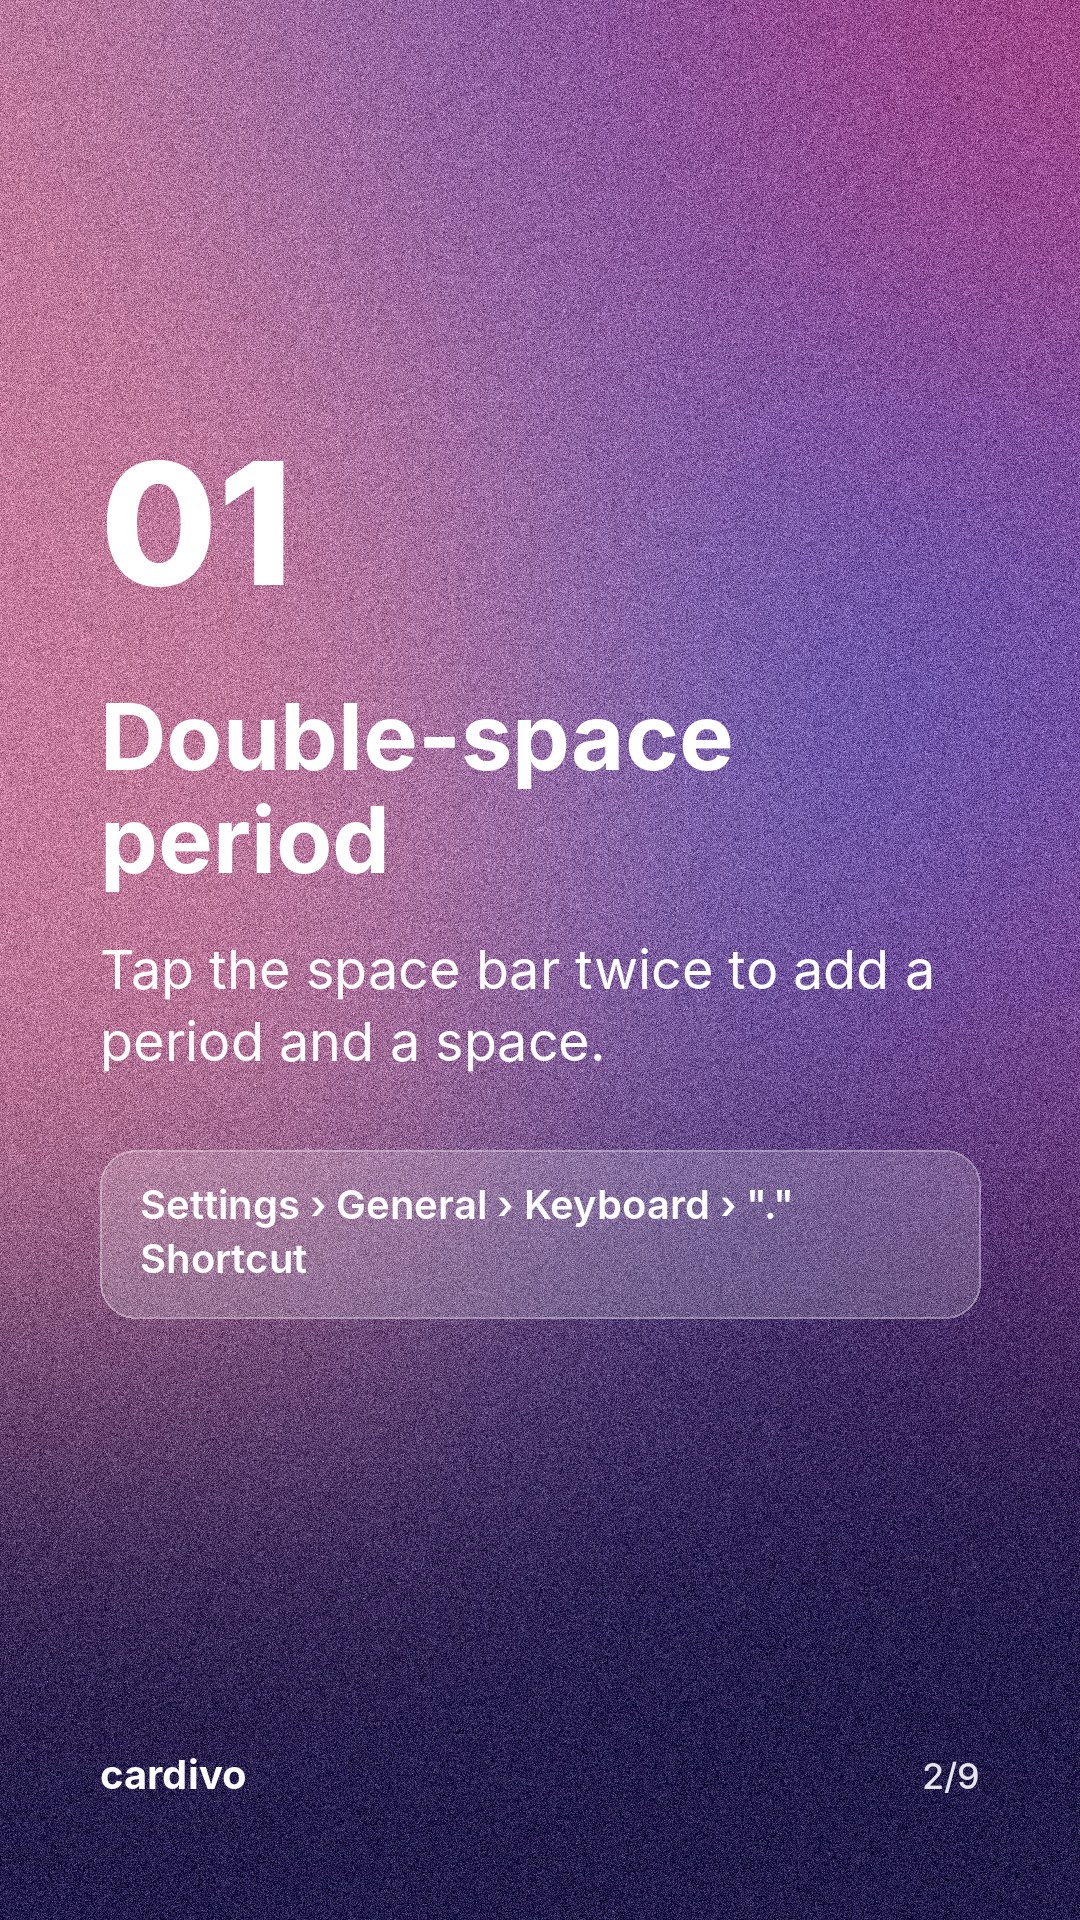 01
Double-space
period
Tap the space bar twice to add a
period and a space.
Settings › General › Keyboard › "."
Shortcut
cardivo
2/9